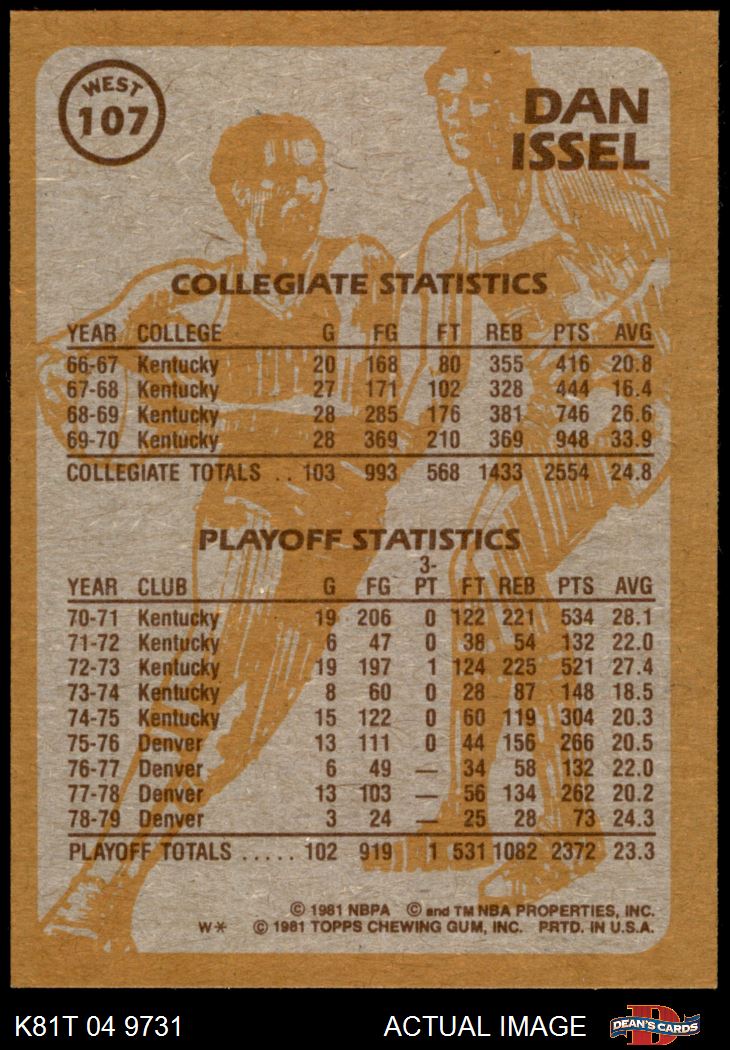 WEST
107
DAN
ISSEL
COLLEGIATE STATISTICS
YEAR COLLEGE G FG FT REB PTS AVG
66-67 Kentucky 20 168 80 355 416 20.8
67-68 Kentucky 27 171 102 328 444 16.4
68-69 Kentucky 28 285 176 381 746 26.6
69-70 Kentucky 28 369 210 369 948 33.9
COLLEGIATE TOTALS .. 103 993 568 1433 2554 24.8
PLAYOFF STATISTICS
3-
YEAR CLUB G FG PT FT REB PTS AVG
70-71 Kentucky 19 206 0 122 221 534 28.1
71-72 Kentucky 6 47 0 38 54 132 22.0
72-73 Kentucky 19 197 1 124 225 521 27.4
73-74 Kentucky 8 60 0 28 87 148 18.5
74-75 Kentucky 15 122 0 60 119 304 20.3
75-76 Denver 13 111 0 44 156 266 20.5
76-77 Denver 6 49 — 34 58 132 22.0
77-78 Denver 13 103 — 56 134 262 20.2
78-79 Denver 3 24 — 25 28 73 24.3
PLAYOFF TOTALS ..... 102 919 1 531 1082 2372 23.3
© 1981 NBPA © and TM NBA PROPERTIES, INC.
W* © 1981 TOPPS CHEWING GUM, INC. PRTD. IN U.S.A.
K81T 04 9731 ACTUAL IMAGE D DEAN'S CARDS